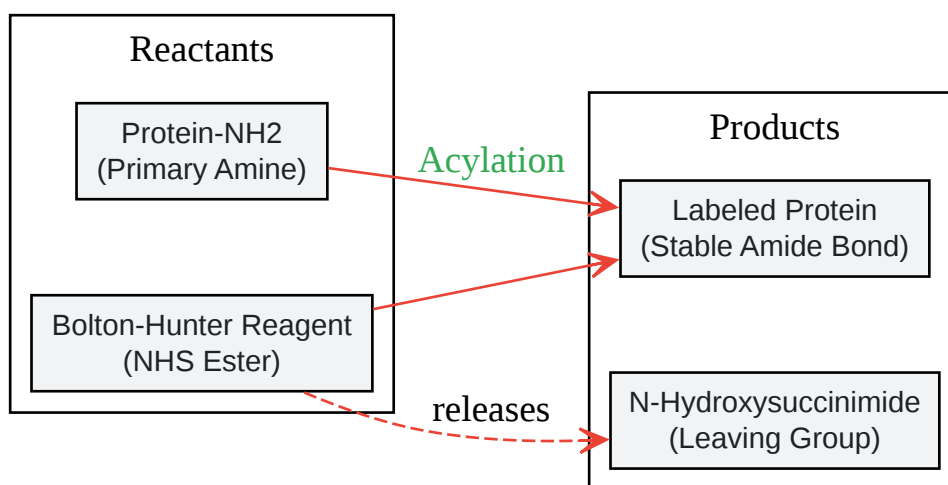 Reactants
Protein-NH2
(Primary Amine)
Bolton-Hunter Reagent
(NHS Ester)
Acylation
releases
Products
Labeled Protein
(Stable Amide Bond)
N-Hydroxysuccinimide
(Leaving Group)